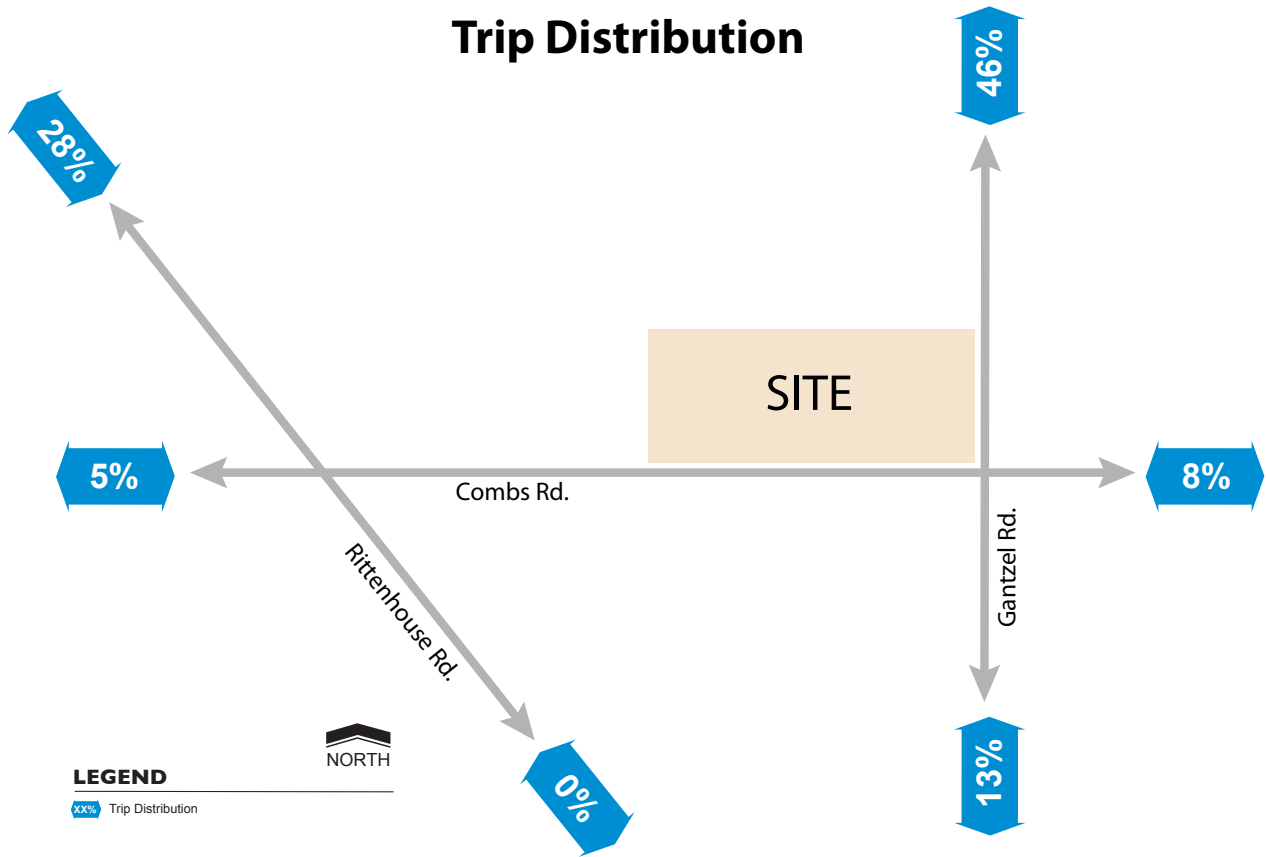 Trip Distribution
46%
28%
SITE
5%
8%
Combs Rd.
Gantzel Rd.
Rittenhouse Rd.
NORTH
13%
0%
LEGEND
XX% Trip Distribution